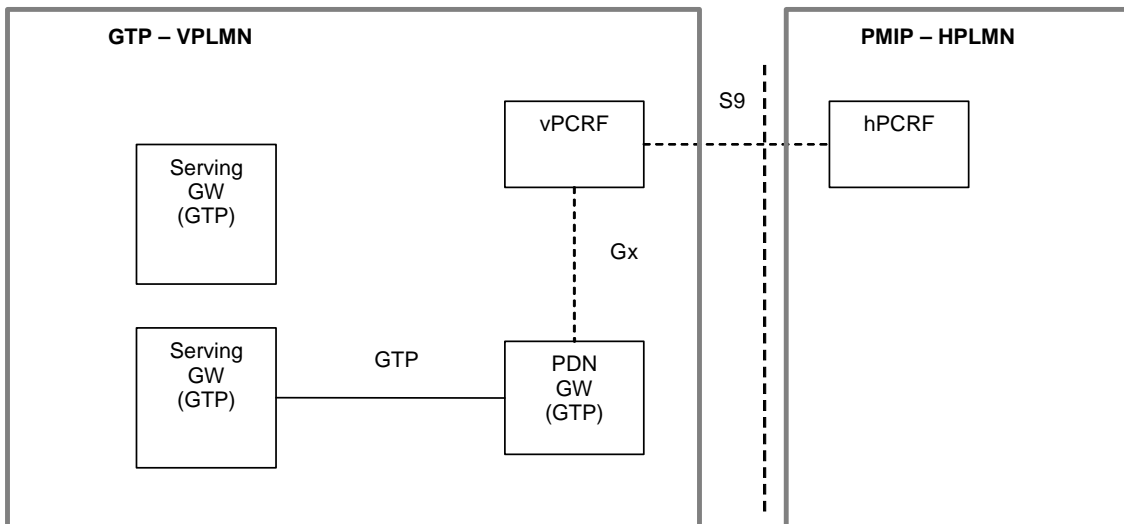 GTP – VPLMN
PMIP – HPLMN
S9
vPCRF
hPCRF
Serving
GW
(GTP)
Gx
Serving
GW
(GTP)
GTP
PDN
GW
(GTP)